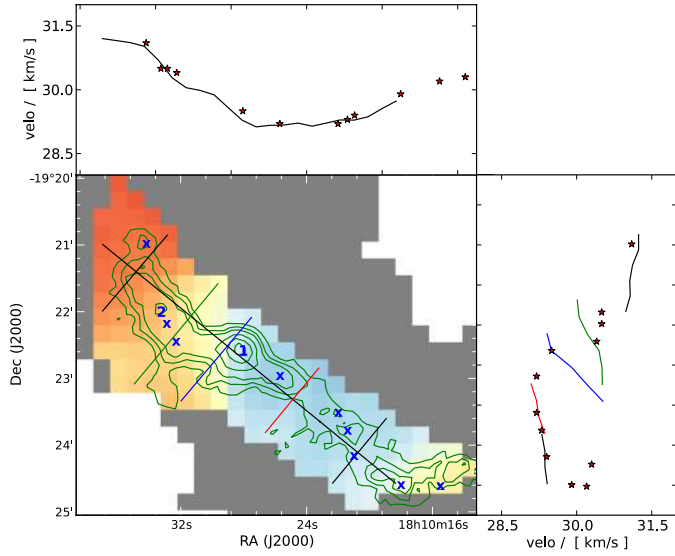 31.5
30.0
28.5
velo / [ km/s ]
-19°20'
21'
22'
23'
24'
25'
Dec (J2000)
x
2
x
x
1
x
x
x
x
x
x
32s
24s
18h10m16s
RA (J2000)
28.5
30.0
31.5
velo / [ km/s ]